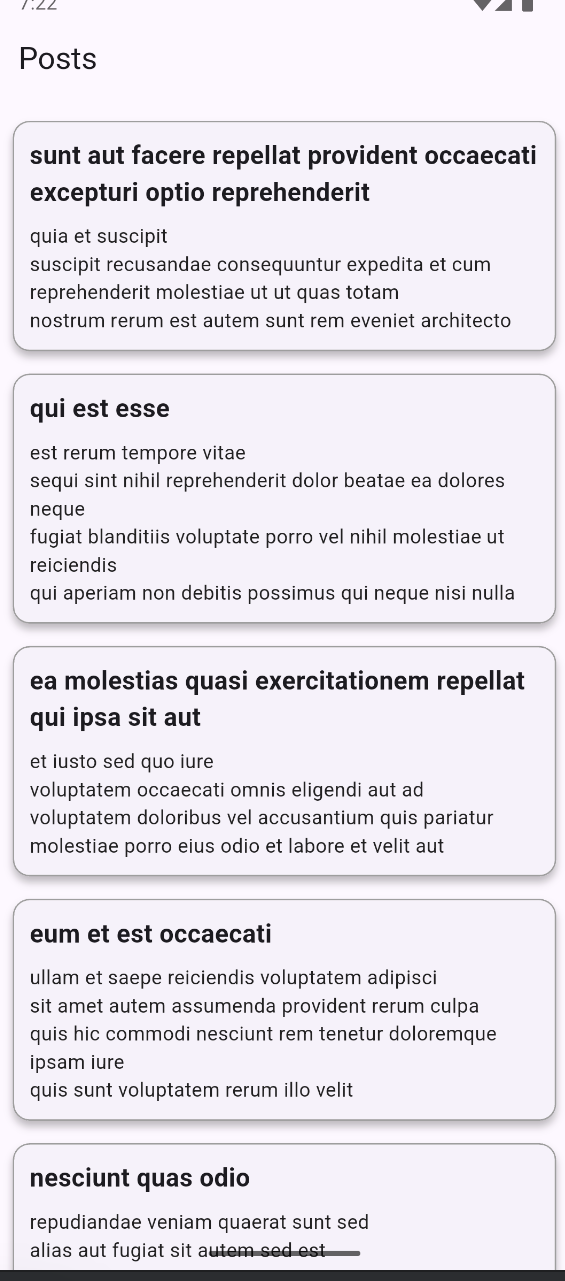 7:22
Posts
sunt aut facere repellat provident occaecati
excepturi optio reprehenderit
quia et suscipit
suscipit recusandae consequuntur expedita et cum
reprehenderit molestiae ut ut quas totam
nostrum rerum est autem sunt rem eveniet architecto
qui est esse
est rerum tempore vitae
sequi sint nihil reprehenderit dolor beatae ea dolores
neque
fugiat blanditiis voluptate porro vel nihil molestiae ut
reiciendis
qui aperiam non debitis possimus qui neque nisi nulla
ea molestias quasi exercitationem repellat
qui ipsa sit aut
et iusto sed quo iure
voluptatem occaecati omnis eligendi aut ad
voluptatem doloribus vel accusantium quis pariatur
molestiae porro eius odio et labore et velit aut
eum et est occaecati
ullam et saepe reiciendis voluptatem adipisci
sit amet autem assumenda provident rerum culpa
quis hic commodi nesciunt rem tenetur doloremque
ipsam iure
quis sunt voluptatem rerum illo velit
nesciunt quas odio
repudiandae veniam quaerat sunt sed
alias aut fugiat sit autem sed est